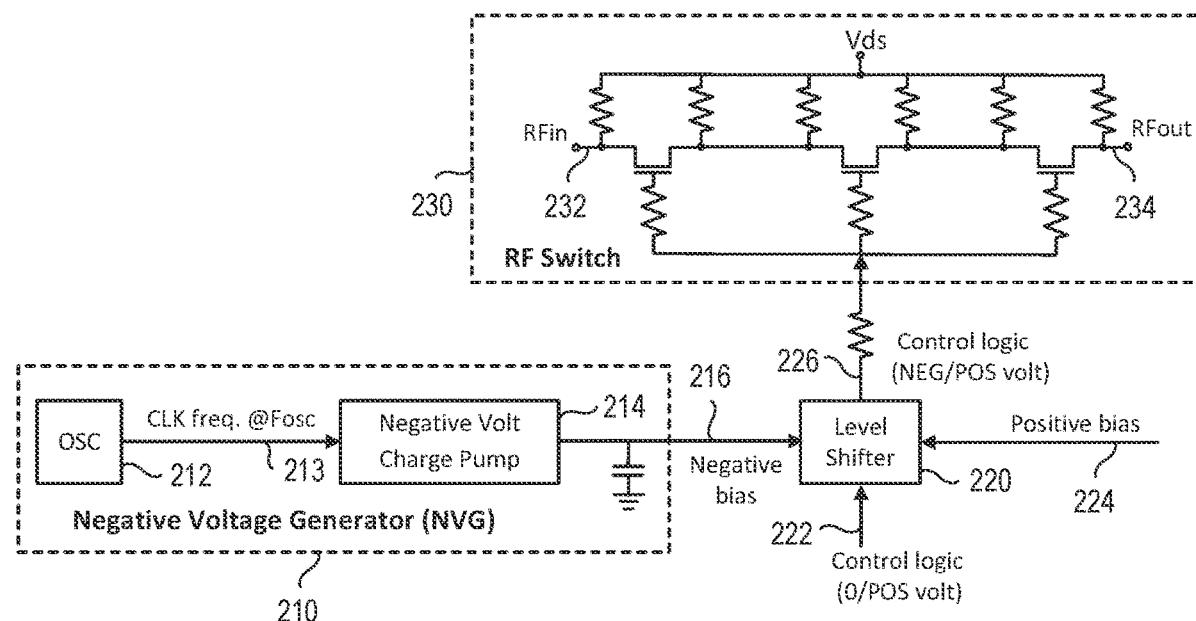 Vds
RFin
RFout
232
234
230
RF Switch
Control logic
(NEG/POS volt)
226
216
214
OSC
CLK freq. @Fosc
Negative Volt
Charge Pump
Level
Shifter
Positive bias
212
213
Negative
bias
220
224
Negative Voltage Generator (NVG)
222
Control logic
(0/POS volt)
210